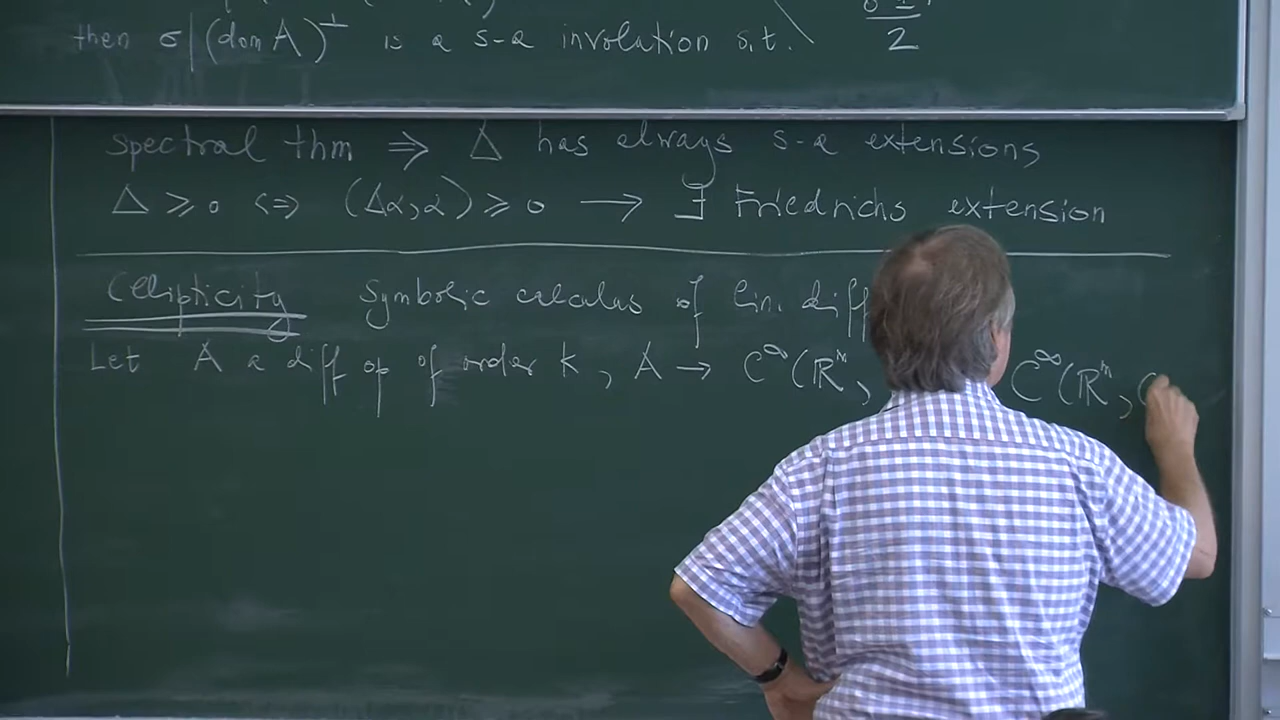 then σ|(dom A)^⊥ is a s-a involution s.t. \ 2
spectral thm ⇒ Δ has always s-a extensions
Δ ≥ 0 ⇔ (Δα,α) ≥ 0 → ∃ Friedrichs extension
Ellipticity Symbolic calculus of lin. diff
Let A a diff op of order k, A → C^∞(ℝ^m, C^∞(ℝ^m, C